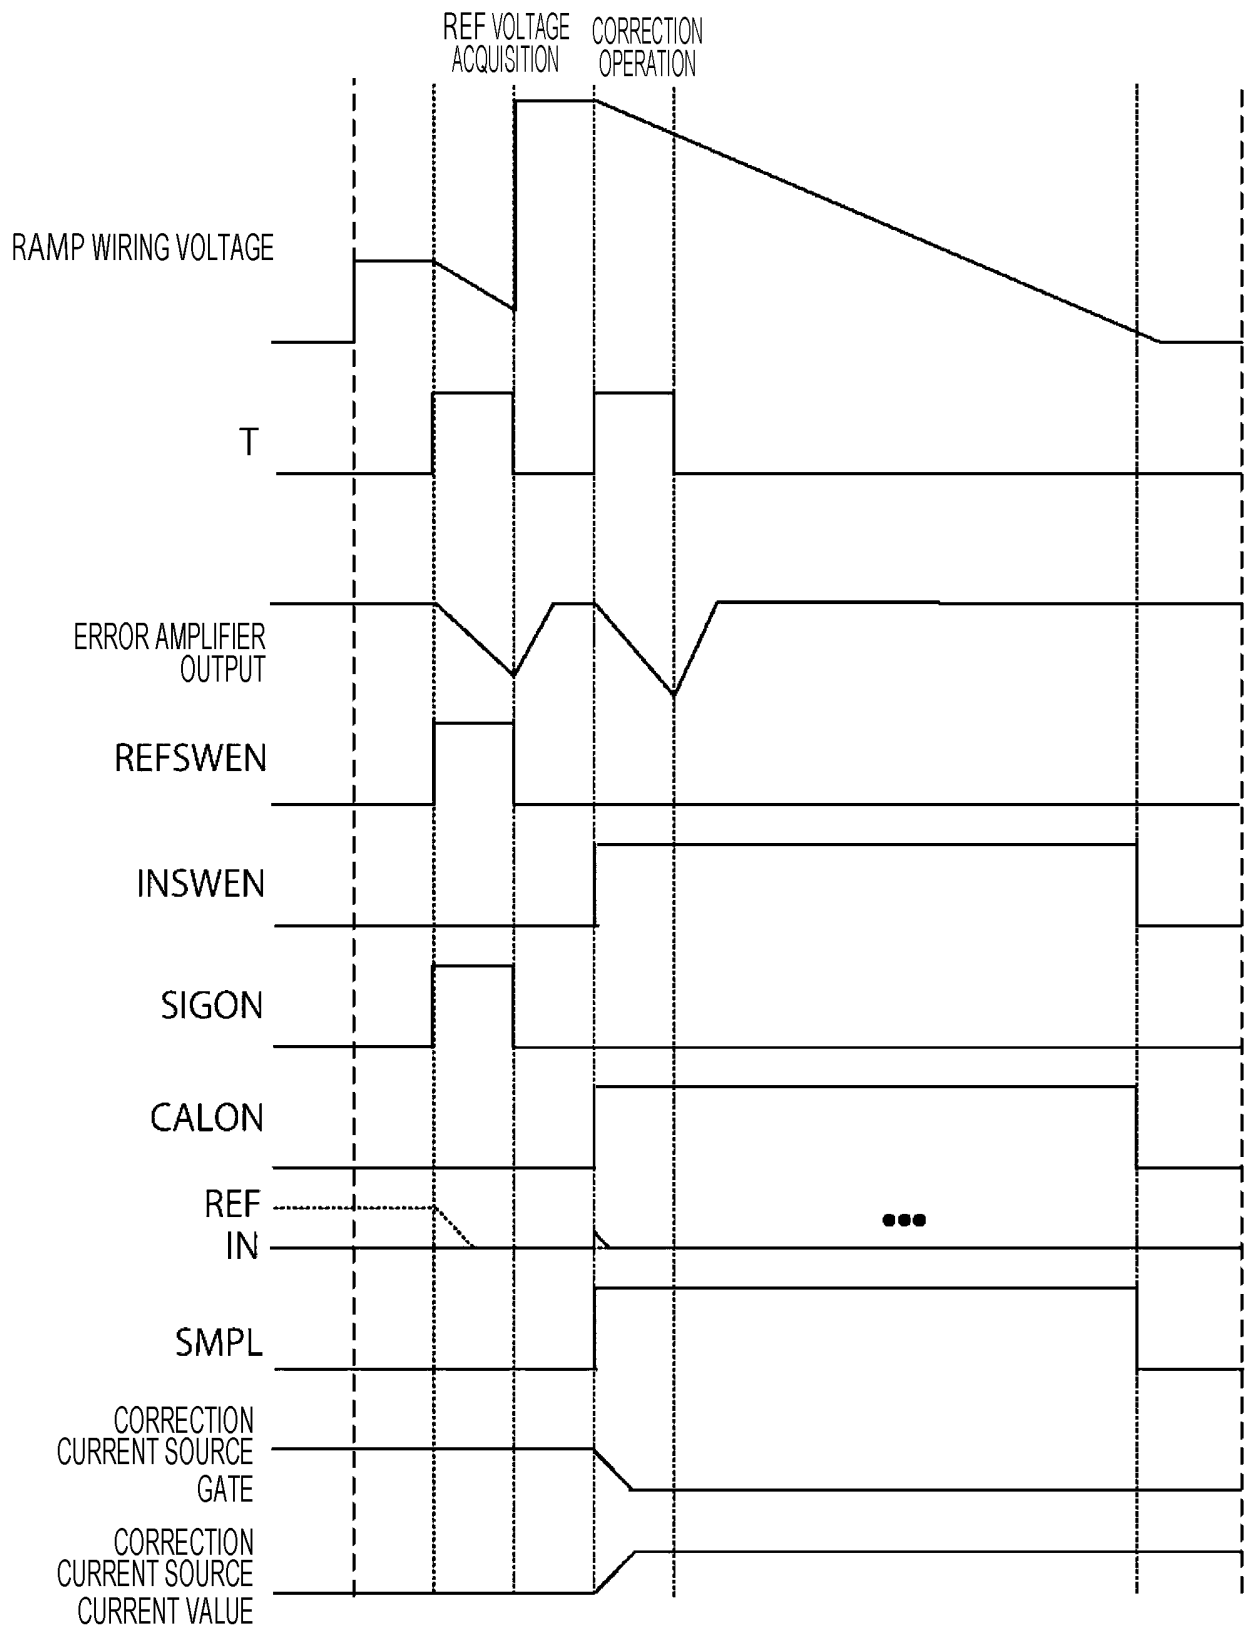 REF VOLTAGE
ACQUISITION
CORRECTION
OPERATION
RAMP WIRING VOLTAGE
T
ERROR AMPLIFIER
OUTPUT
REFSWEN
INSWEN
SIGON
CALON
REF
IN
SMPL
CORRECTION
CURRENT SOURCE
GATE
CORRECTION
CURRENT SOURCE
CURRENT VALUE